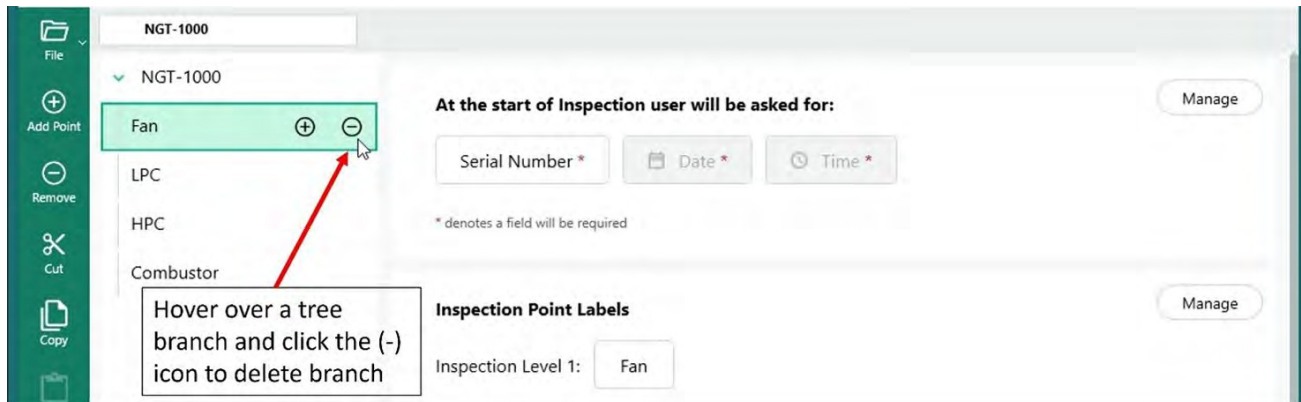 File
Add Point
Remove
Cut
Copy
NGT-1000
NGT-1000
Fan
LPC
HPC
Combustor
Hover over a tree
branch and click the (-)
icon to delete branch
At the start of Inspection user will be asked for:
Manage
Serial Number *
Date *
Time *
* denotes a field will be required
Inspection Point Labels
Manage
Inspection Level 1:
Fan